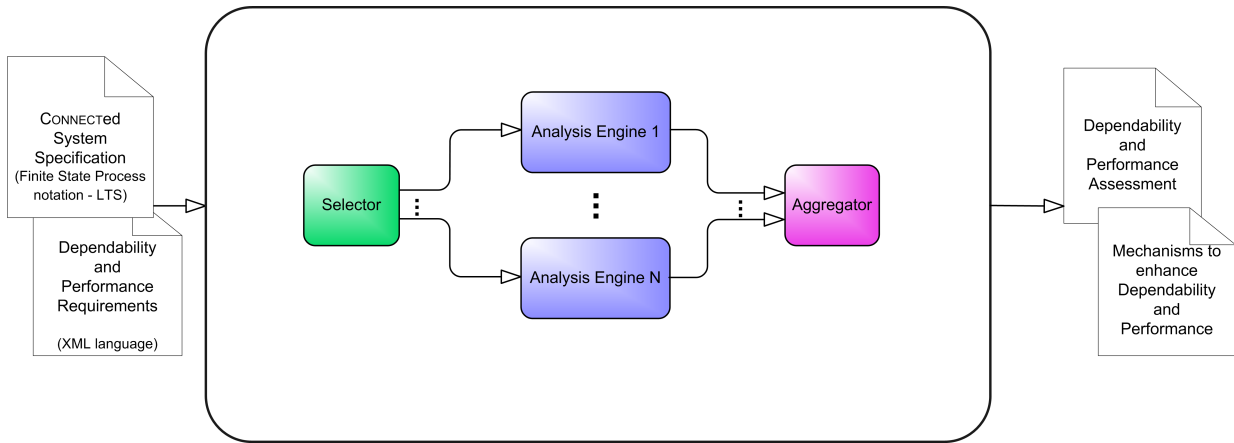 CONNECTed
System
Specification
(Finite State Process
notation - LTS)
Dependability
and
Performance
Requirements
(XML language)
Selector
Analysis Engine 1
Analysis Engine N
Aggregator
Dependability
and
Performance
Assessment
Mechanisms to
enhance
Dependability
and
Performance